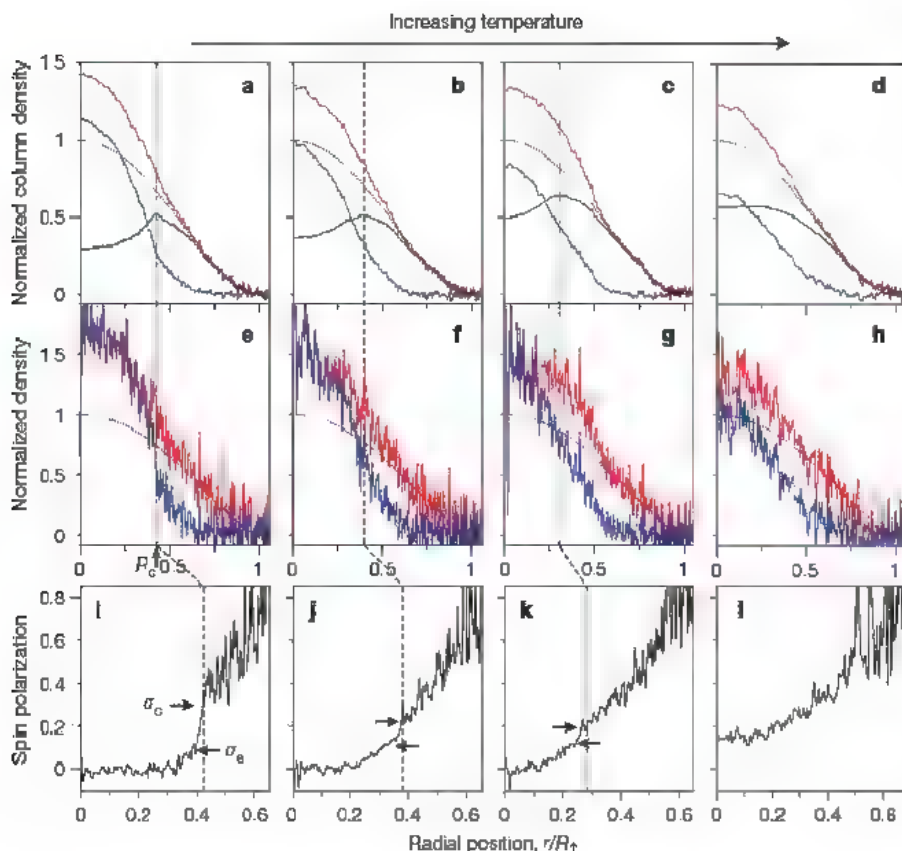 Increasing temperature
1.5
a
b
c
d
1
0.5
0
Normalized column density
e
f
g
h
1.5
1
0.5
0
Normalized density
0 Rc 0.5 1
0 0.5 1
0 0.5 1
0 0.5 1
i
j
k
l
0.8
0.6
0.4
0.2
0
σc
σs
Spin polarization
0 0.2 0.4 0.6
0 0.2 0.4 0.6
0 0.2 0.4 0.6
0 0.2 0.4 0.6
Radial position, r/R↑